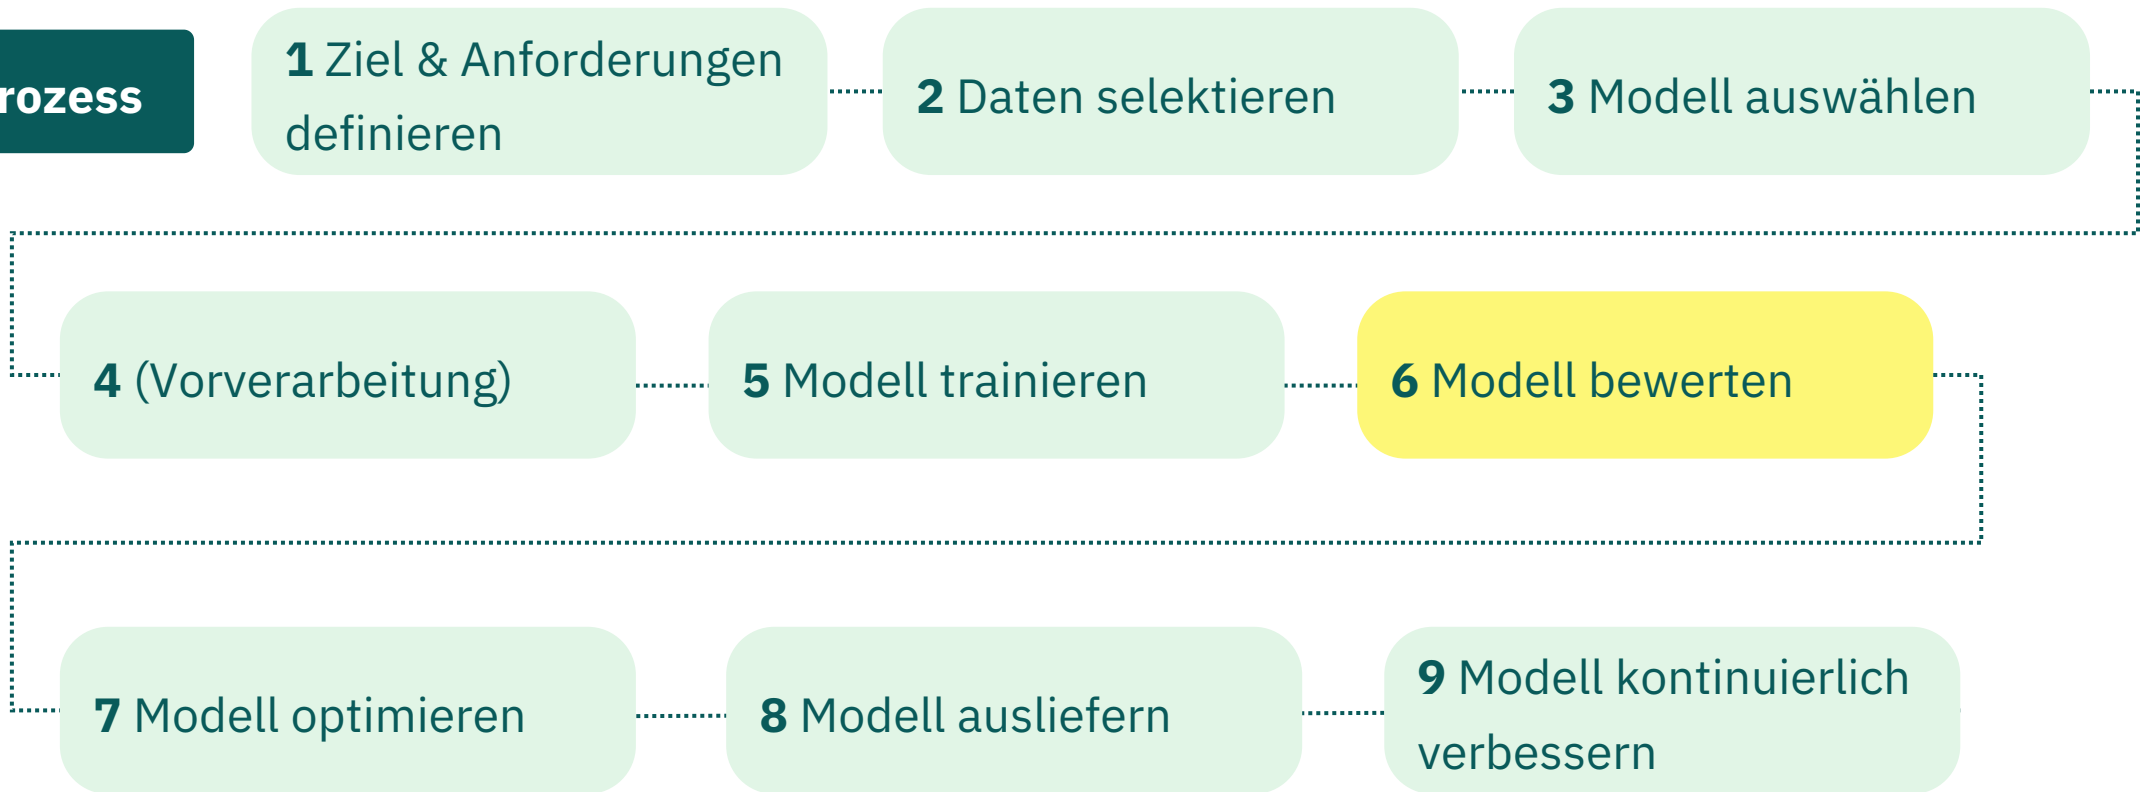 rozess
1 Ziel & Anforderungen
definieren
2 Daten selektieren
3 Modell auswählen
4 (Vorverarbeitung)
5 Modell trainieren
6 Modell bewerten
7 Modell optimieren
8 Modell ausliefern
9 Modell kontinuierlich
verbessern